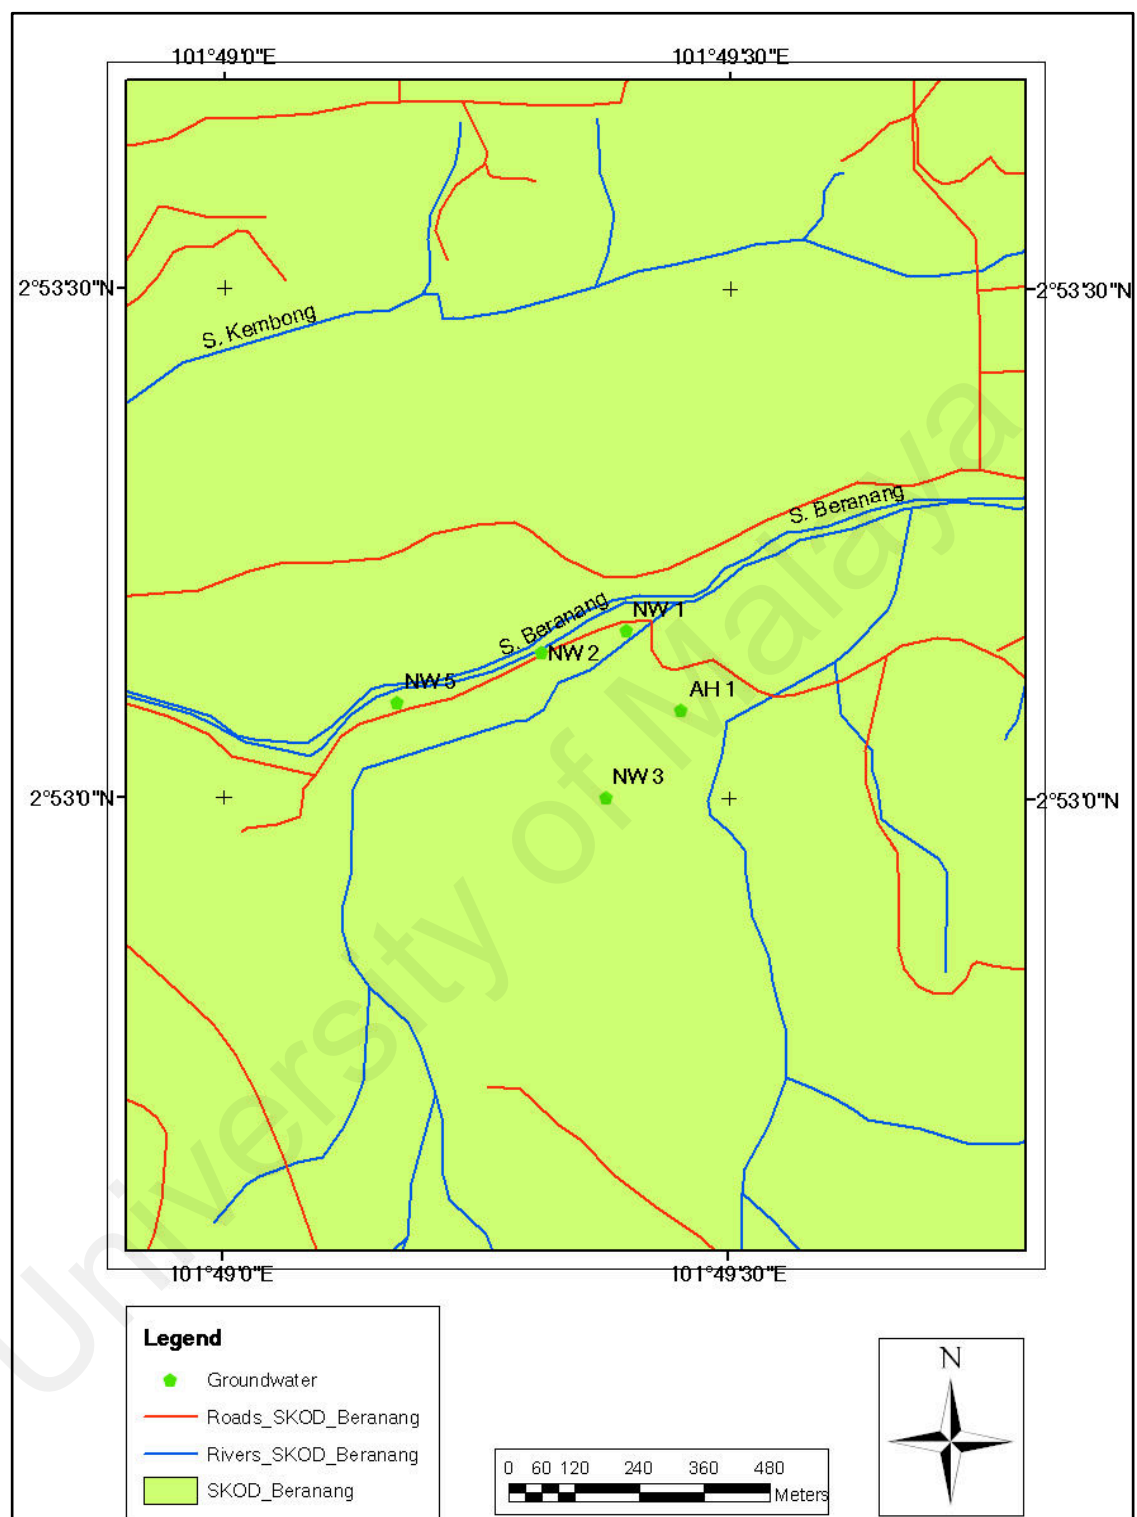 101°49'0"E 101°49'30"E
2°53'30"N 2°53'30"N
S. Kembong
S. Beranang
S. Beranang
NW 1
NW 2
NW 5
AH 1
NW 3
2°53'0"N 2°53'0"N
101°49'0"E 101°49'30"E
University of Malaya
Legend
Groundwater
Roads_SKOD_Beranang
Rivers_SKOD_Beranang
SKOD_Beranang
0 60 120 240 360 480
Meters
N